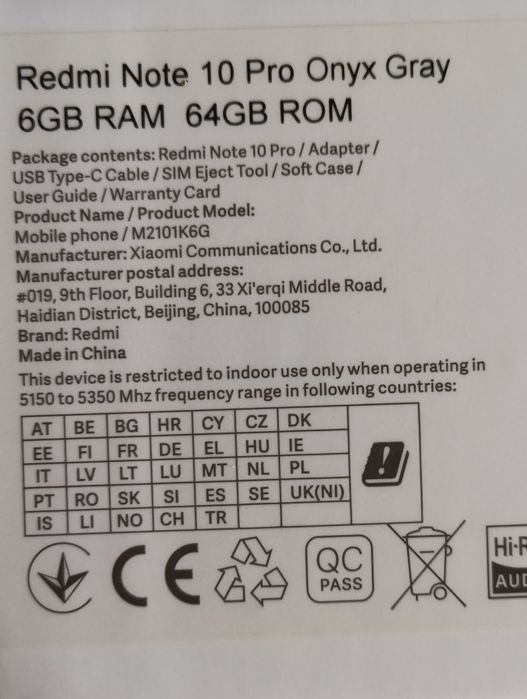 Redmi Note 10 Pro Onyx Gray
6GB RAM 64GB ROM
Package contents: Redmi Note 10 Pro / Adapter /
USB Type-C Cable / SIM Eject Tool / Soft Case /
User Guide / Warranty Card
Product Name / Product Model:
Mobile phone / M2101K6G
Manufacturer: Xiaomi Communications Co., Ltd.
Manufacturer postal address:
#019, 9th Floor, Building 6, 33 Xi'erqi Middle Road,
Haidian District, Beijing, China, 100085
Brand: Redmi
Made in China
This device is restricted to indoor use only when operating in
5150 to 5350 Mhz frequency range in following countries:
AT BE BG HR CY CZ DK
EE FI FR DE EL HU IE
IT LV LT LU MT NL PL
PT RO SK SI ES SE UK(NI)
IS LI NO CH TR
CE
QC
PASS
Hi-R
AUD